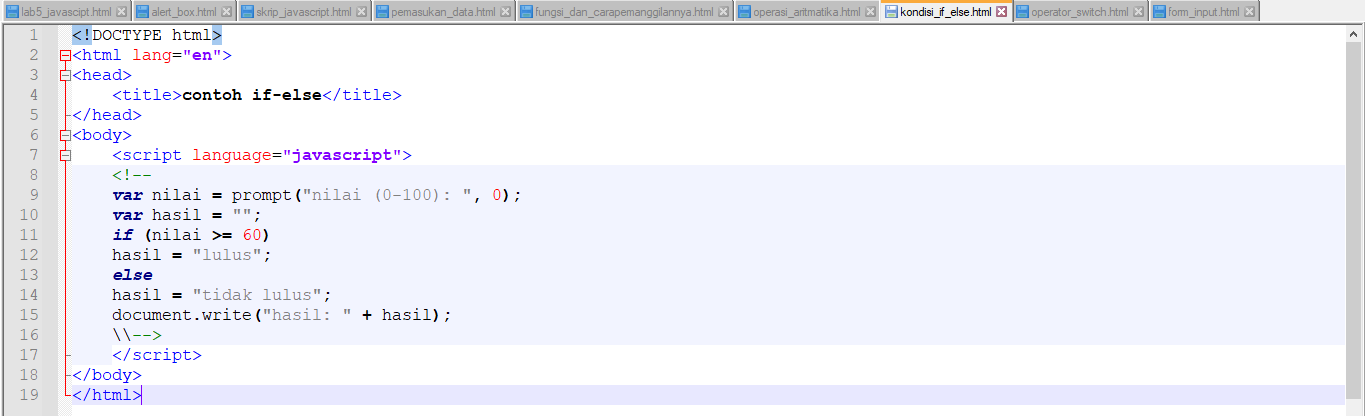 lab5_javascipt.html alert_box.html skrip_javascript.html pemasukan_data.html fungsi_dan_carapemanggilannya.html operasi_aritmatika.html kondisi_if_else.html operator_switch.html form_input.html
1 <!DOCTYPE html>
2 <html lang="en">
3 <head>
4 <title>contoh if-else</title>
5 </head>
6 <body>
7 <script language="javascript">
8 <!--
9 var nilai = prompt("nilai (0-100): ", 0);
10 var hasil = "";
11 if (nilai >= 60)
12 hasil = "lulus";
13 else
14 hasil = "tidak lulus";
15 document.write("hasil: " + hasil);
16 \\-->
17 </script>
18 </body>
19 </html>